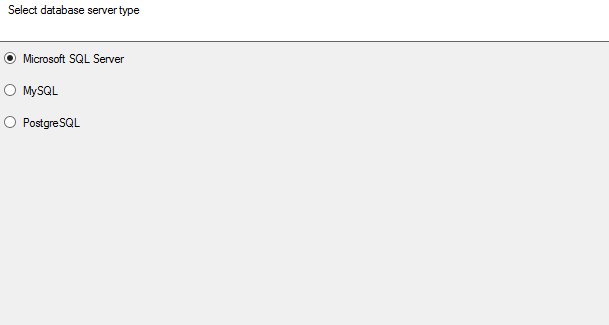 Select database server type
Microsoft SQL Server
MySQL
PostgreSQL